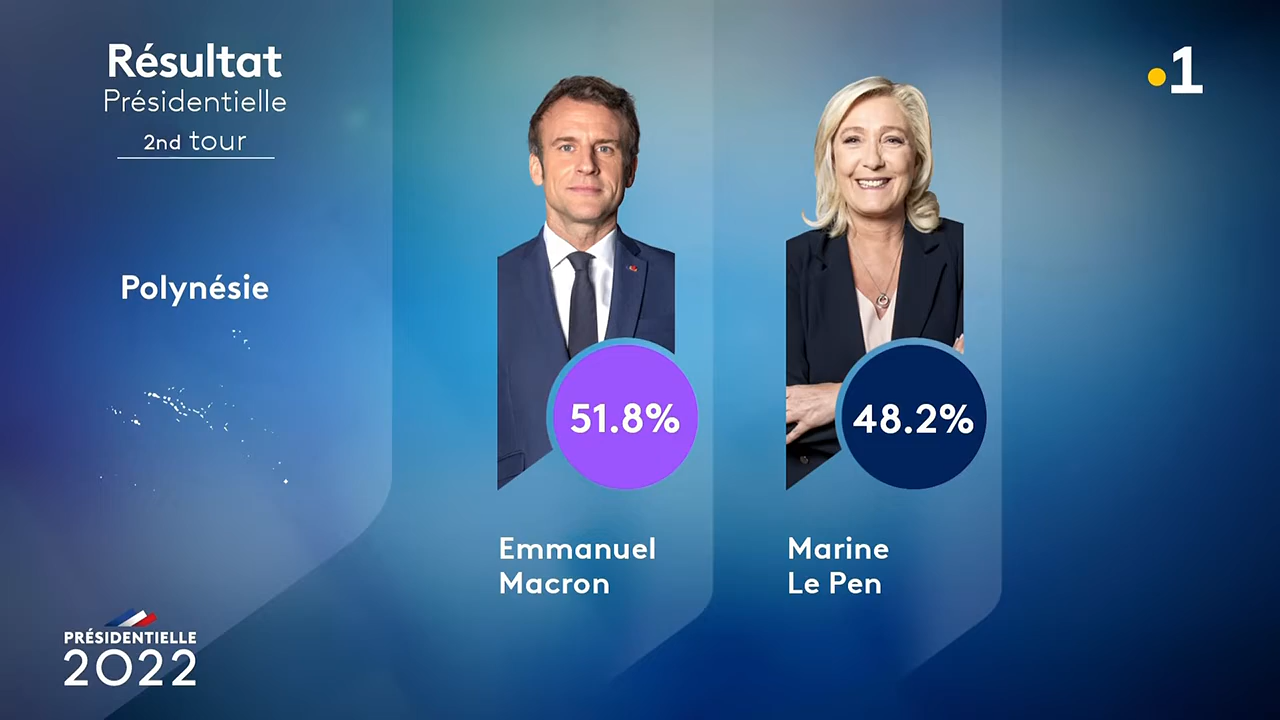 Résultat
Présidentielle
2nd tour
Polynésie
51.8%
48.2%
Emmanuel
Macron
Marine
Le Pen
PRÉSIDENTIELLE
2022
1